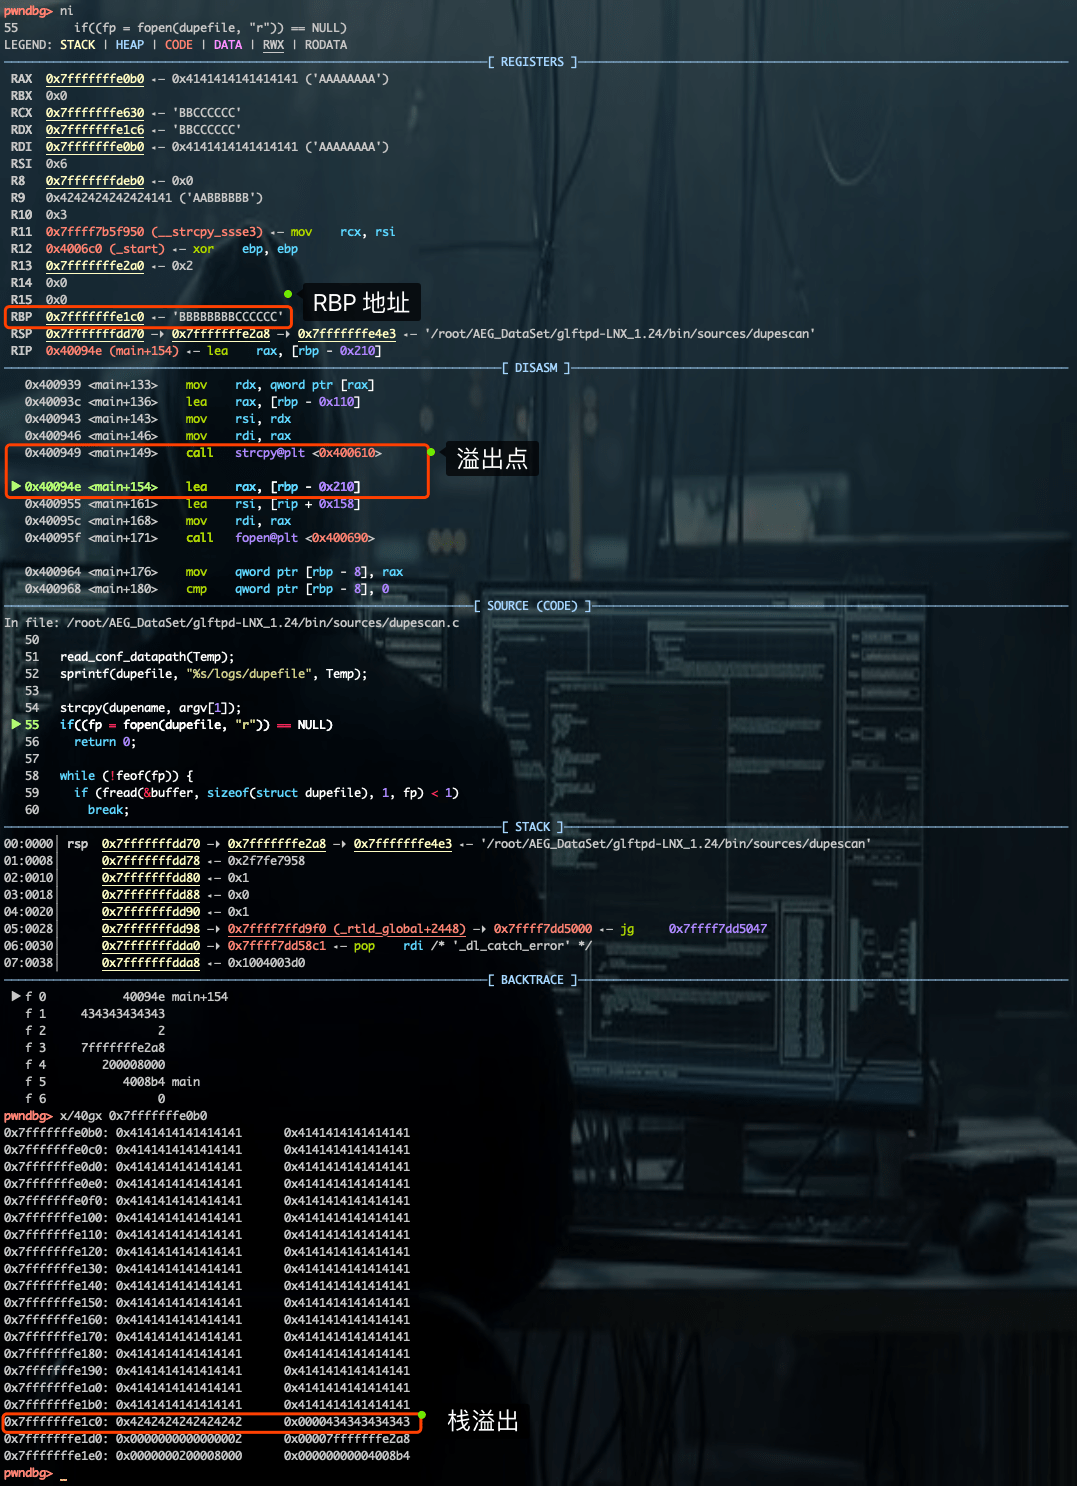 pwndbg> ni
55        if((fp = fopen(dupefile, "r")) == NULL)
LEGEND: STACK | HEAP | CODE | DATA | RWX | RODATA
[ REGISTERS ]
RAX  0x7fffffffe0b0 ◂— 0x4141414141414141 ('AAAAAAAA')
RBX  0x0
RCX  0x7fffffffe630 ◂— 'BBCCCCCC'
RDX  0x7fffffffe1c6 ◂— 'BBCCCCCC'
RDI  0x7fffffffe0b0 ◂— 0x4141414141414141 ('AAAAAAAA')
RSI  0x6
R8   0x7fffffffdeb0 ◂— 0x0
R9   0x4242424242424141 ('AABBBBBB')
R10  0x3
R11  0x7ffff7b5f950 (__strcpy_ssse3) ◂— mov    rcx, rsi
R12  0x4006c0 (_start) ◂— xor    ebp, ebp
R13  0x7fffffffe2a0 ◂— 0x2
R14  0x0
R15  0x0
RBP 地址
RBP  0x7fffffffe1c0 ◂— 'BBBBBBBBCCCCCC'
RSP  0x7fffffffdd70 —▸ 0x7fffffffe2a8 —▸ 0x7fffffffe4e3 ◂— '/root/AEG_DataSet/glftpd-LNX_1.24/bin/sources/dupescan'
RIP  0x40094e (main+154) ◂— lea    rax, [rbp - 0x210]
[ DISASM ]
0x400939 <main+133>    mov    rdx, qword ptr [rax]
0x40093c <main+136>    lea    rax, [rbp - 0x110]
0x400943 <main+143>    mov    rsi, rdx
0x400946 <main+146>    mov    rdi, rax
0x400949 <main+149>    call   strcpy@plt <0x400610>
溢出点
► 0x40094e <main+154>    lea    rax, [rbp - 0x210]
0x400955 <main+161>    lea    rsi, [rip + 0x158]
0x40095c <main+168>    mov    rdi, rax
0x40095f <main+171>    call   fopen@plt <0x400690>
0x400964 <main+176>    mov    qword ptr [rbp - 8], rax
0x400968 <main+180>    cmp    qword ptr [rbp - 8], 0
[ SOURCE (CODE) ]
In file: /root/AEG_DataSet/glftpd-LNX_1.24/bin/sources/dupescan.c
50
51   read_conf_datapath(Temp);
52   sprintf(dupefile, "%s/logs/dupefile", Temp);
53
54   strcpy(dupename, argv[1]);
► 55   if((fp = fopen(dupefile, "r")) == NULL)
56     return 0;
57
58   while (!feof(fp)) {
59     if (fread(&buffer, sizeof(struct dupefile), 1, fp) < 1)
60       break;
[ STACK ]
00:0000│ rsp  0x7fffffffdd70 —▸ 0x7fffffffe2a8 —▸ 0x7fffffffe4e3 ◂— '/root/AEG_DataSet/glftpd-LNX_1.24/bin/sources/dupescan'
01:0008│      0x7fffffffdd78 ◂— 0x2f7fe7958
02:0010│      0x7fffffffdd80 ◂— 0x1
03:0018│      0x7fffffffdd88 ◂— 0x0
04:0020│      0x7fffffffdd90 ◂— 0x1
05:0028│      0x7fffffffdd98 —▸ 0x7ffff7ffd9f0 (_rtld_global+2448) —▸ 0x7ffff7dd5000 ◂— jg     0x7ffff7dd5047
06:0030│      0x7fffffffdda0 —▸ 0x7ffff7dd58c1 ◂— pop    rdi /* '_dl_catch_error' */
07:0038│      0x7fffffffdda8 ◂— 0x1004003d0
[ BACKTRACE ]
► f 0           40094e main+154
f 1     434343434343
f 2                2
f 3     7fffffffe2a8
f 4        200008000
f 5           4008b4 main
f 6                0
pwndbg> x/40gx 0x7fffffffe0b0
0x7fffffffe0b0: 0x4141414141414141      0x4141414141414141
0x7fffffffe0c0: 0x4141414141414141      0x4141414141414141
0x7fffffffe0d0: 0x4141414141414141      0x4141414141414141
0x7fffffffe0e0: 0x4141414141414141      0x4141414141414141
0x7fffffffe0f0: 0x4141414141414141      0x4141414141414141
0x7fffffffe100: 0x4141414141414141      0x4141414141414141
0x7fffffffe110: 0x4141414141414141      0x4141414141414141
0x7fffffffe120: 0x4141414141414141      0x4141414141414141
0x7fffffffe130: 0x4141414141414141      0x4141414141414141
0x7fffffffe140: 0x4141414141414141      0x4141414141414141
0x7fffffffe150: 0x4141414141414141      0x4141414141414141
0x7fffffffe160: 0x4141414141414141      0x4141414141414141
0x7fffffffe170: 0x4141414141414141      0x4141414141414141
0x7fffffffe180: 0x4141414141414141      0x4141414141414141
0x7fffffffe190: 0x4141414141414141      0x4141414141414141
0x7fffffffe1a0: 0x4141414141414141      0x4141414141414141
0x7fffffffe1b0: 0x4141414141414141      0x4141414141414141
0x7fffffffe1c0: 0x4242424242424242      0x0000434343434343
栈溢出
0x7fffffffe1d0: 0x0000000000000002      0x00007fffffffe2a8
0x7fffffffe1e0: 0x0000000200008000      0x00000000004008b4
pwndbg> _